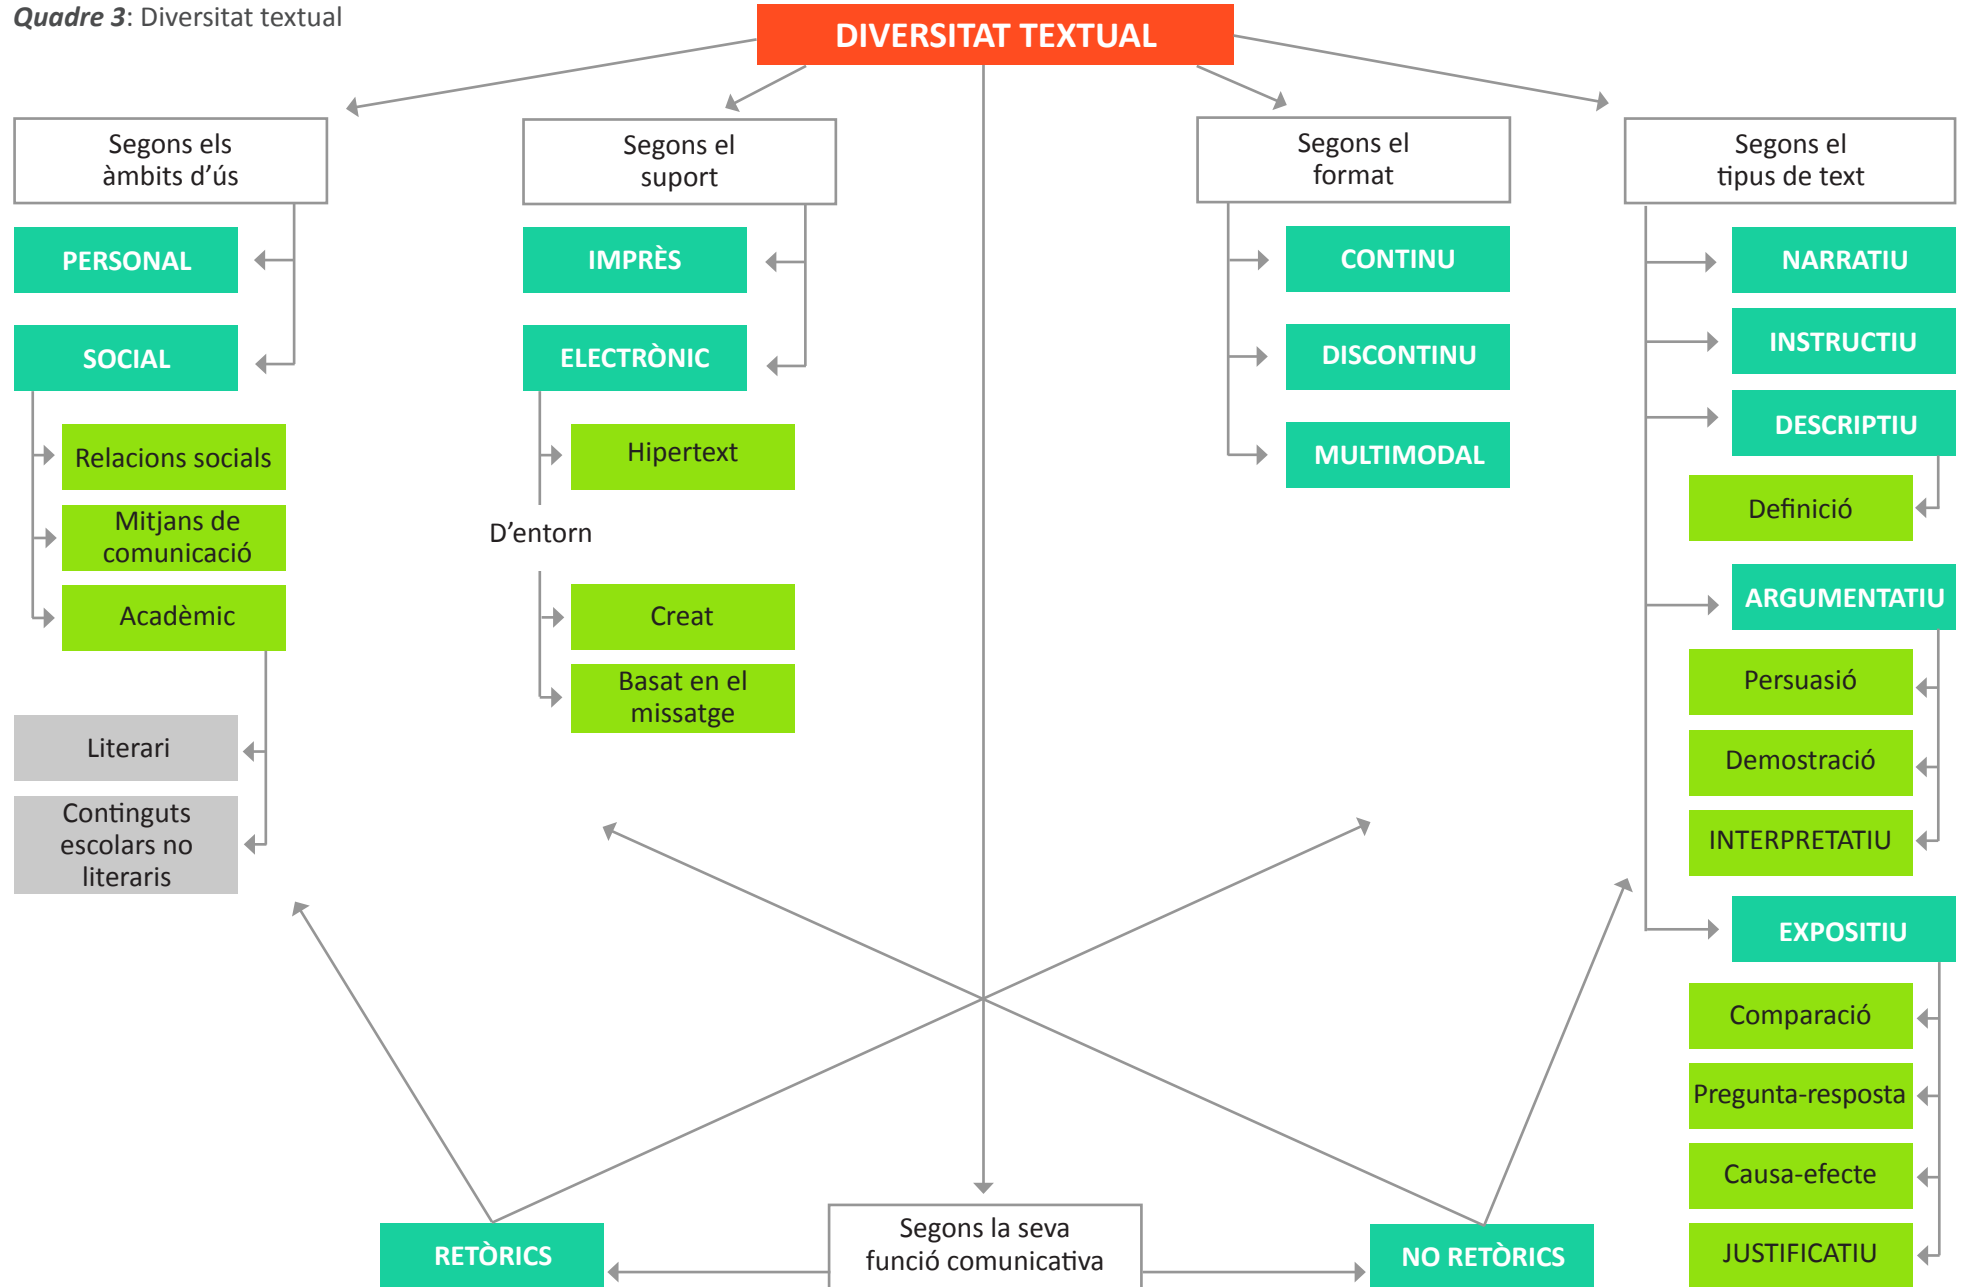 Quadre 3: Diversitat textual
DIVERSITAT TEXTUAL
Segons els
àmbits d'ús
PERSONAL
SOCIAL
Relacions socials
Mitjans de
comunicació
Acadèmic
Literari
Continguts
escolars no
literaris
Segons el
suport
IMPRÈS
ELECTRÒNIC
Hipertext
D’entorn
Creat
Basat en el
missatge
Segons el
format
CONTINU
DISCONTINU
MULTIMODAL
Segons el
tipus de text
NARRATIU
INSTRUCTIU
DESCRIPTIU
Definició
ARGUMENTATIU
Persuasió
Demostració
INTERPRETATIU
EXPOSITIU
Comparació
Pregunta-resposta
Causa-efecte
JUSTIFICATIU
RETÒRICS
Segons la seva
funció comunicativa
NO RETÒRICS